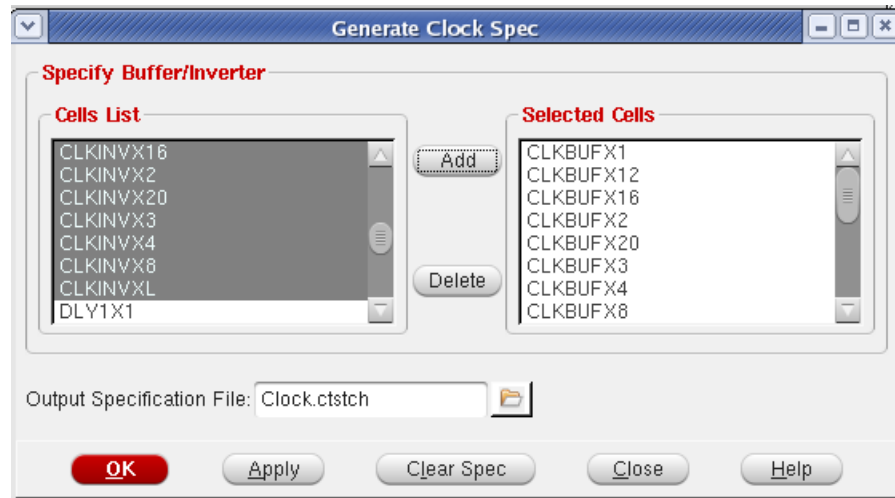 Generate Clock Spec
Specify Buffer/Inverter
Cells List
CLKINVX16
CLKINVX2
CLKINVX20
CLKINVX3
CLKINVX4
CLKINVX8
CLKINVXL
DLY1X1
Add
Delete
Selected Cells
CLKBUFX1
CLKBUFX12
CLKBUFX16
CLKBUFX2
CLKBUFX20
CLKBUFX3
CLKBUFX4
CLKBUFX8
Output Specification File: Clock.ctstch
OK Apply Clear Spec Close Help